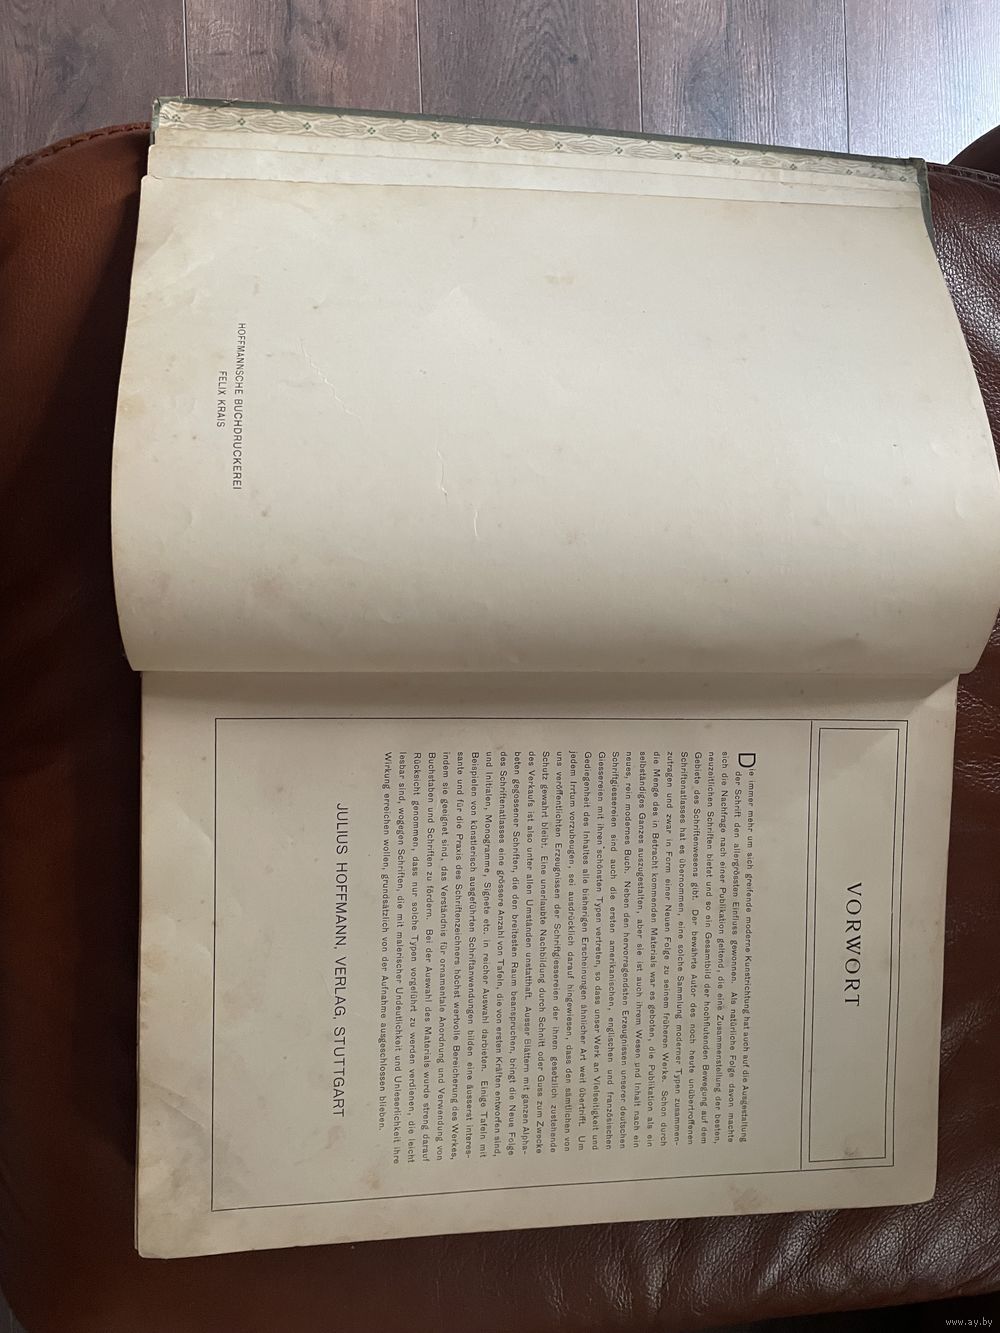 HOFFMANNSCHE BUCHDRUCKEREI
FELIX KRAIS
VORWORT
Die immer mehr um sich greifende moderne Kunstrichtung hat auch auf die Ausgestaltung
der Schrift den allergrössten Einfluss gewonnen. Als natürliche Folge davon machte
sich die Nachfrage nach einer Publikation geltend, die eine Zusammenstellung der besten,
neuzeitlichen Schriften bietet und so ein Gesamtbild der hochflutenden Bewegung auf dem
Gebiete des Schriftenwesens gibt. Der bewährte Autor des noch heute unübertroffenen
Schriftenatlasses hat es übernommen, eine solche Sammlung moderner Typen zusammen-
zutragen und zwar in Form einer Neuen Folge zu seinem früheren Werke. Schon durch
die Menge des in Betracht kommenden Materials war es geboten, die Publikation als ein
selbständiges Ganzes auszugestalten, aber sie ist auch ihrem Wesen und Inhalt nach ein
neues, rein modernes Buch. Neben den hervorragendsten Erzeugnissen unserer deutschen
Schriftgiessereien sind auch die ersten amerikanischen, englischen und französischen
Giessereien mit ihren schönsten Typen vertreten, so dass unser Werk an Vielseitigkeit und
Gediegenheit des Inhaltes alle bisherigen Erscheinungen ähnlicher Art weit übertrifft. Um
jedem Irrtum vorzubeugen, sei ausdrücklich darauf hingewiesen, dass den sämtlichen von
uns veröffentlichten Erzeugnissen der Schriftgiessereien der ihnen gesetzlich zustehende
Schutz gewahrt bleibt. Eine unerlaubte Nachbildung durch Schnitt oder Guss zum Zwecke
des Verkaufs ist also unter allen Umständen unstatthaft. Ausser Blättern mit ganzen Alpha-
beten gegossener Schriften, die den breitesten Raum beanspruchen, bringt die Neue Folge
des Schriftenatlasses eine grössere Anzahl von Tafeln, die von ersten Kräften entworfen sind,
und Initialen, Monogramme, Signete etc. in reicher Auswahl darbieten. Einige Tafeln mit
Beispielen von künstlerisch ausgeführten Schriftanwendungen bilden eine äusserst interes-
sante und für die Praxis des Schriftenzeichners höchst wertvolle Bereicherung des Werkes,
indem sie geeignet sind, das Verständnis für ornamentale Anordnung und Verwendung von
Buchstaben und Schriften zu fördern. Bei der Auswahl des Materials wurde streng darauf
Rücksicht genommen, dass nur solche Typen vorgeführt zu werden verdienen, die leicht
lesbar sind, wogegen Schriften, die mit malerischer Undeutlichkeit und Unleserlichkeit ihre
Wirkung erreichen wollen, grundsätzlich von der Aufnahme ausgeschlossen blieben.
JULIUS HOFFMANN, VERLAG, STUTTGART
www.ay.by